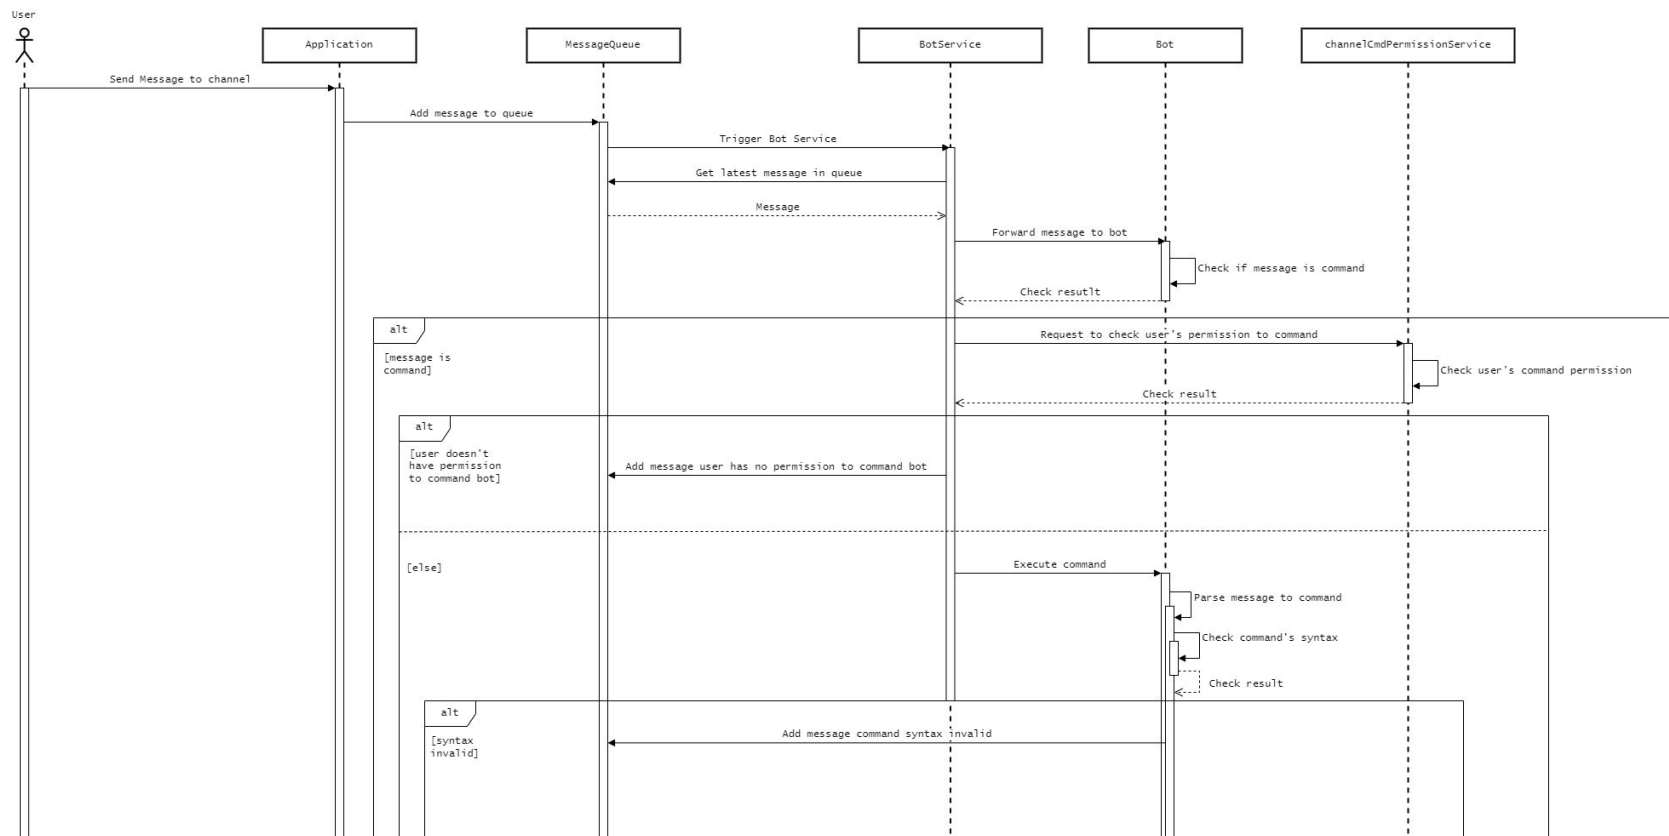 User
Application
MessageQueue
BotService
Bot
channelCmdPermissionService
Send Message to channel
Add message to queue
Trigger Bot Service
Get latest message in queue
Message
Forward message to bot
Check if message is command
Check resutlt
alt
[message is
command]
Request to check user's permission to command
Check user's command permission
Check result
alt
[user doesn't
have permission
to command bot]
Add message user has no permission to command bot
[else]
Execute command
Parse message to command
Check command's syntax
Check result
alt
[syntax
invalid]
Add message command syntax invalid